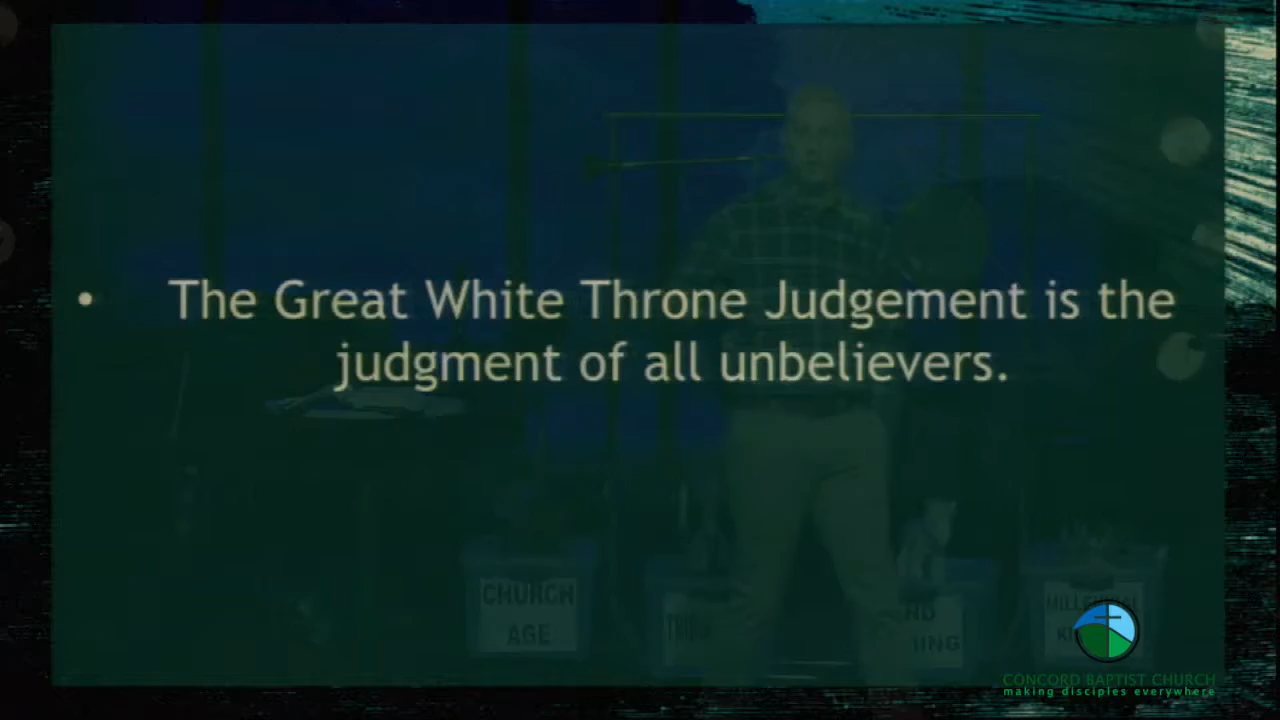 • The Great White Throne Judgement is the
judgment of all unbelievers.
CHURCH
AGE
CONCORD BAPTIST CHURCH
making disciples everywhere